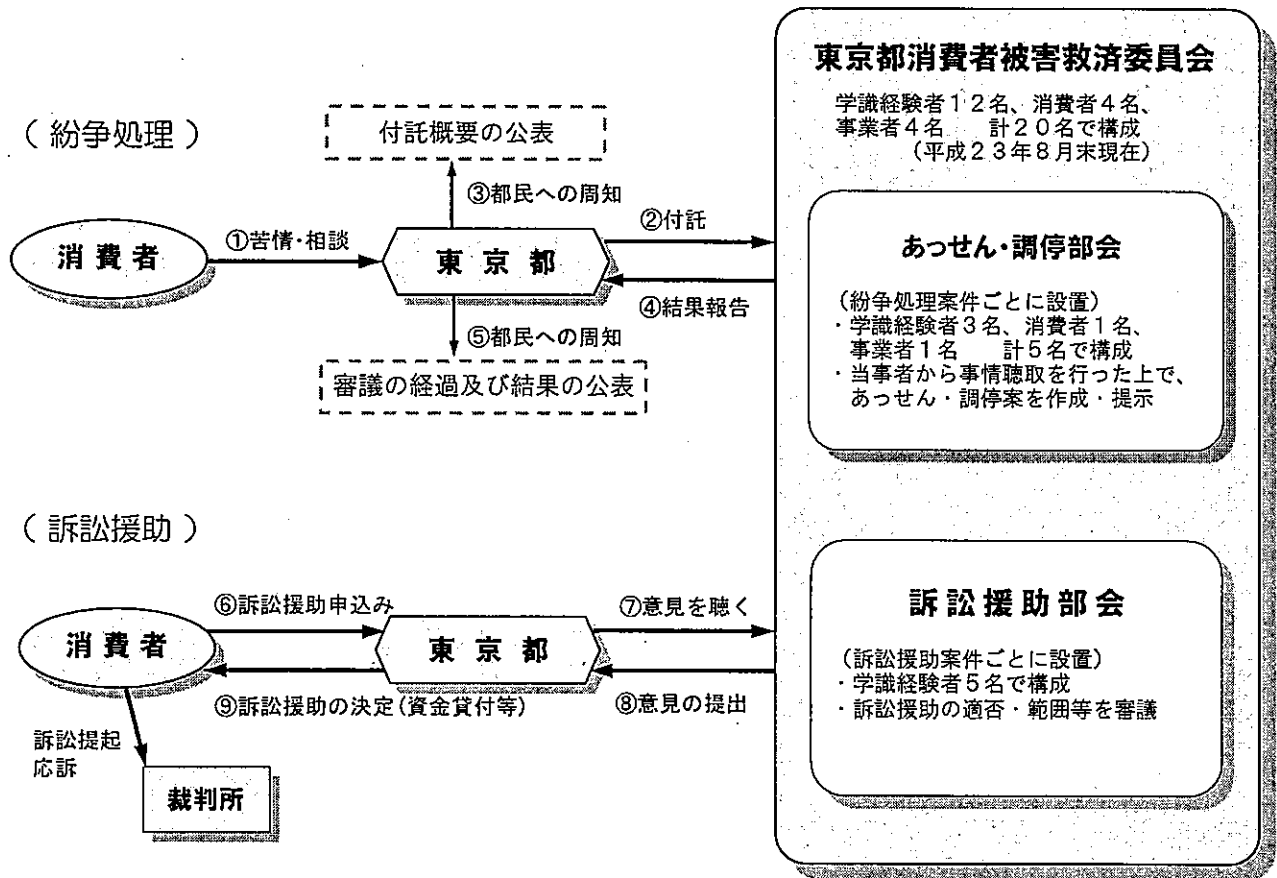 （紛争処理）
付託概要の公表
③都民への周知
消費者
①苦情・相談
東京都
②付託
④結果報告
⑤都民への周知
審議の経過及び結果の公表
東京都消費者被害救済委員会
学識経験者１２名、消費者４名、
事業者４名　　計２０名で構成
（平成２３年８月末現在）
あっせん・調停部会
（紛争処理案件ごとに設置）
・学識経験者３名、消費者１名、
事業者１名　　計５名で構成
・当事者から事情聴取を行った上で、
あっせん・調停案を作成・提示
（訴訟援助）
消費者
⑥訴訟援助申込み
東京都
⑦意見を聴く
⑨訴訟援助の決定（資金貸付等）
⑧意見の提出
訴訟提起
応訴
裁判所
訴訟援助部会
（訴訟援助案件ごとに設置）
・学識経験者５名で構成
・訴訟援助の適否・範囲等を審議